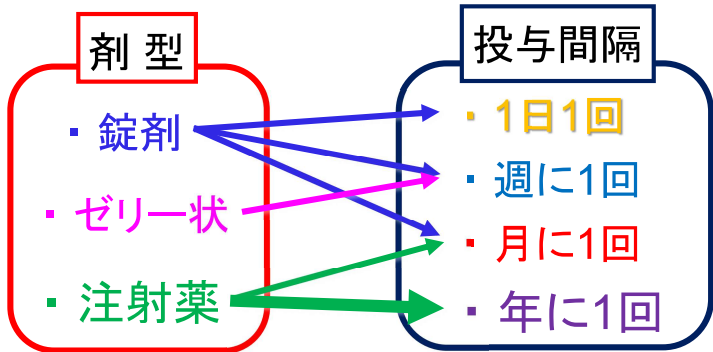 剤 型
・ 錠剤
・ ゼリー状
・ 注射薬
投与間隔
・ 1日1回
・ 週に1回
・ 月に1回
・ 年に1回